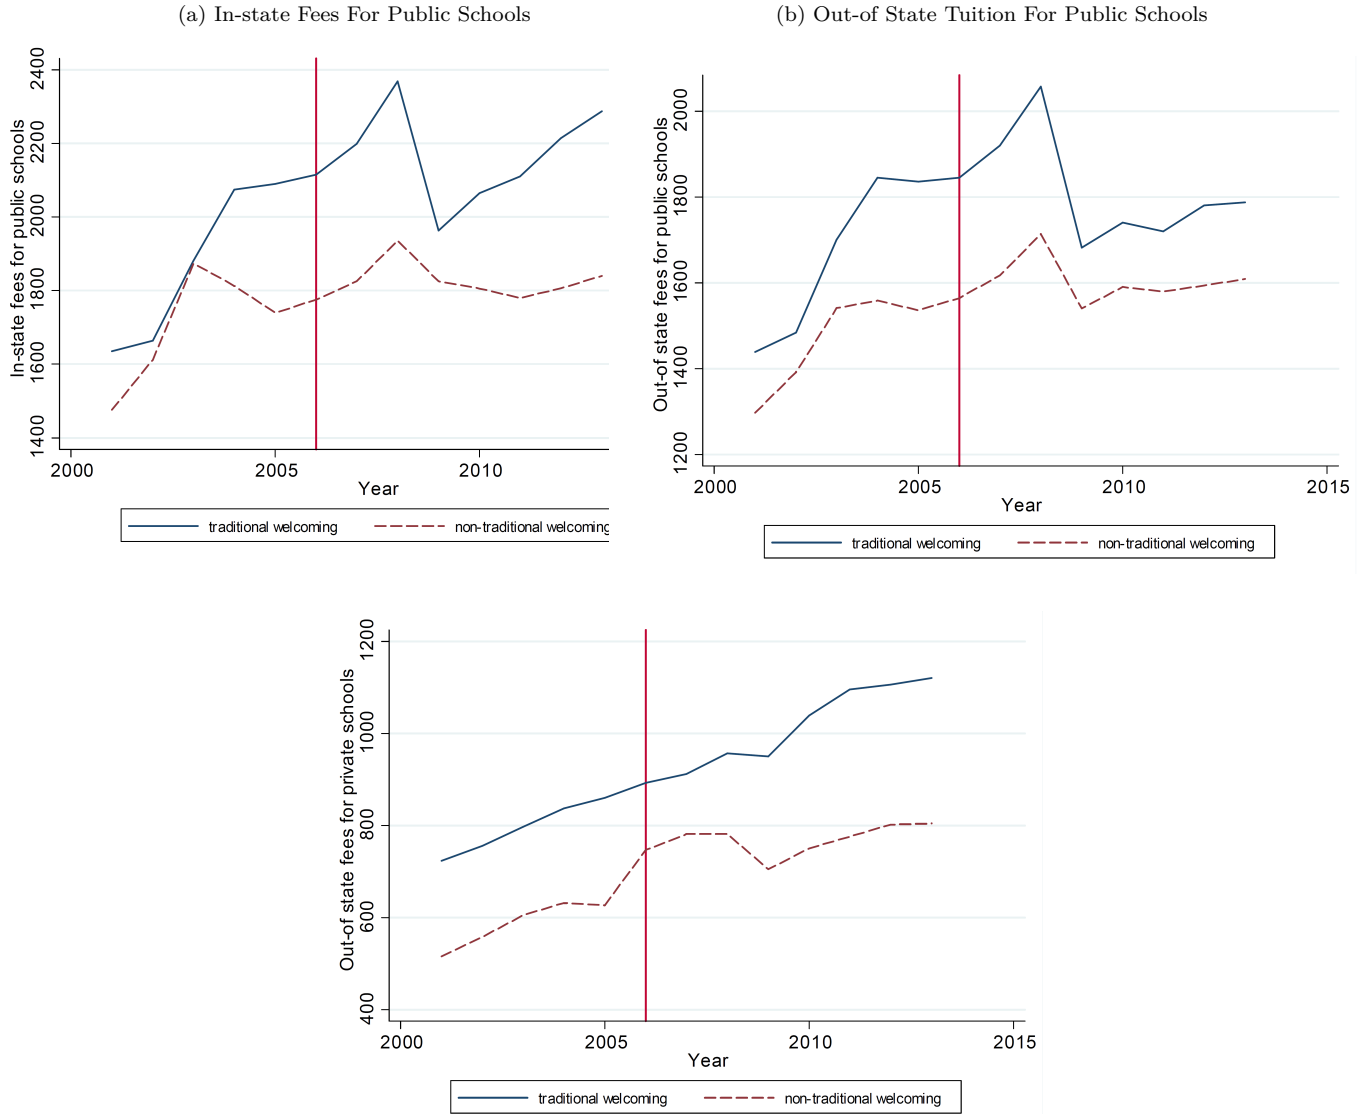 (a) In-state Fees For Public Schools
In-state fees for public schools
2400
2200
2000
1800
1600
1400
2000 2005 2010
Year
traditional welcoming non-traditional welcoming
(b) Out-of State Tuition For Public Schools
Out-of state fees for public schools
2000
1800
1600
1400
1200
2000 2005 2010 2015
Year
traditional welcoming non-traditional welcoming
Out-of state fees for private schools
1200
1000
800
600
400
2000 2005 2010 2015
Year
traditional welcoming non-traditional welcoming